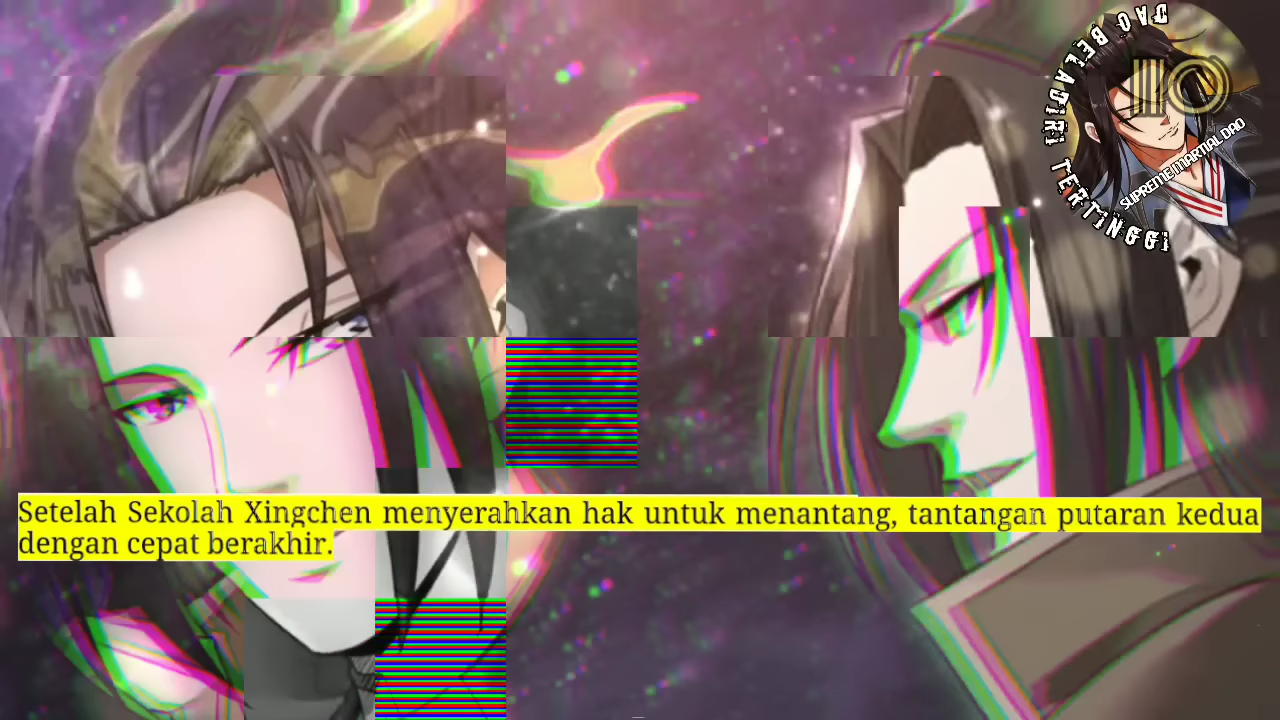 DAO BELADIRI TERTINGGI
SUPREME MARTIAL DAO
Setelah Sekolah Xingchen menyerahkan hak untuk menantang, tantangan putaran kedua
dengan cepat berakhir.